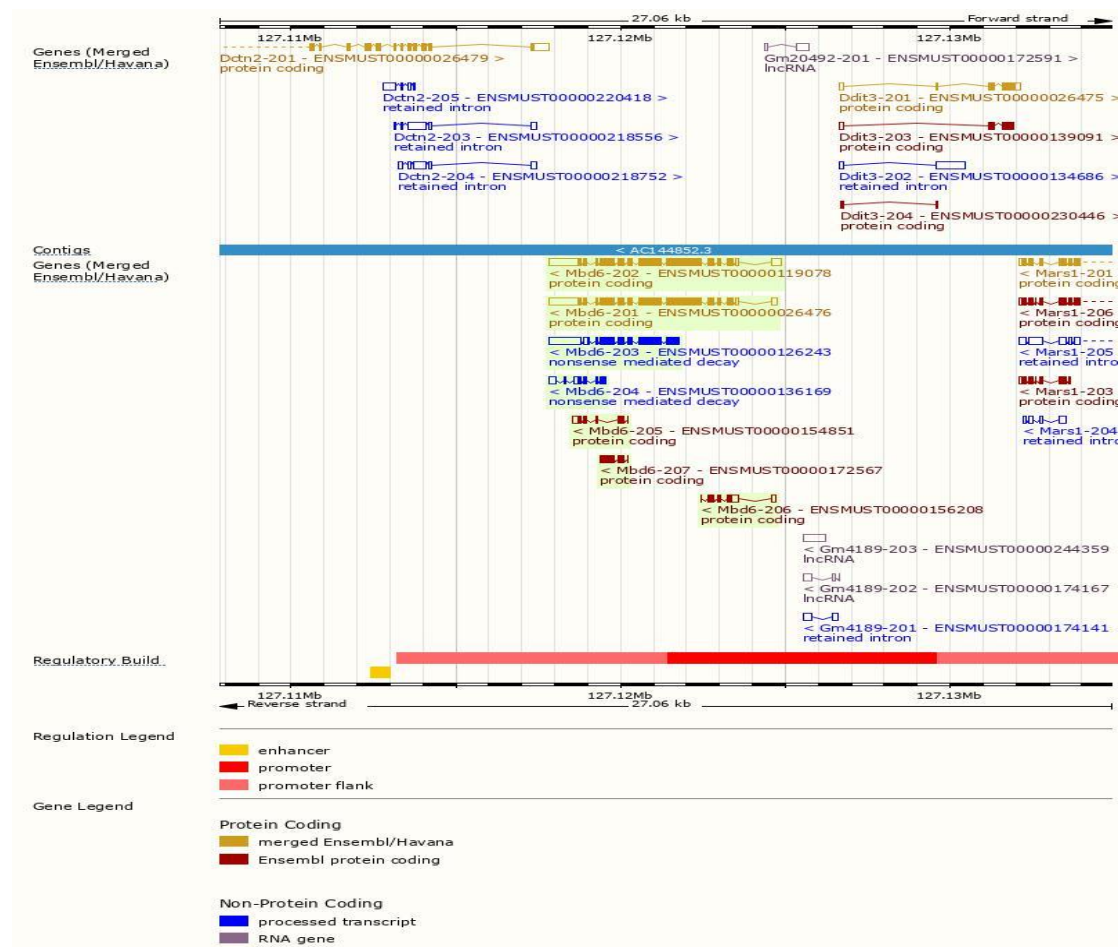 27.06 kb
Forward strand
127.11Mb 127.12Mb 127.13Mb
Genes (Merged
Ensembl/Havana)
Dctn2-201 - ENSMUST00000026479 >
protein coding
Gm20492-201 - ENSMUST00000172591 >
lncRNA
Dctn2-205 - ENSMUST00000220418 >
retained intron
Ddit3-201 - ENSMUST00000026475 >
protein coding
Dctn2-203 - ENSMUST00000218556 >
retained intron
Ddit3-203 - ENSMUST00000139091 >
protein coding
Dctn2-204 - ENSMUST00000218752 >
retained intron
Ddit3-202 - ENSMUST00000134686 >
retained intron
Ddit3-204 - ENSMUST00000230446 >
protein coding
Contigs
< AC144852.3
Genes (Merged
Ensembl/Havana)
< Mbd6-202 - ENSMUST00000119078
protein coding
< Mars1-201
protein coding
< Mbd6-201 - ENSMUST00000026476
protein coding
< Mars1-206
protein coding
< Mbd6-203 - ENSMUST00000126243
nonsense mediated decay
< Mars1-205
retained intro
< Mbd6-204 - ENSMUST00000136169
nonsense mediated decay
< Mars1-203
protein coding
< Mbd6-205 - ENSMUST00000154851
protein coding
< Mars1-204
retained intro
< Mbd6-207 - ENSMUST00000172567
protein coding
< Mbd6-206 - ENSMUST00000156208
protein coding
< Gm4189-203 - ENSMUST00000244359
lncRNA
< Gm4189-202 - ENSMUST00000174167
lncRNA
< Gm4189-201 - ENSMUST00000174141
retained intron
Regulatory Build
127.11Mb 127.12Mb 127.13Mb
Reverse strand
27.06 kb
Regulation Legend
enhancer
promoter
promoter flank
Gene Legend
Protein Coding
merged Ensembl/Havana
Ensembl protein coding
Non-Protein Coding
processed transcript
RNA gene